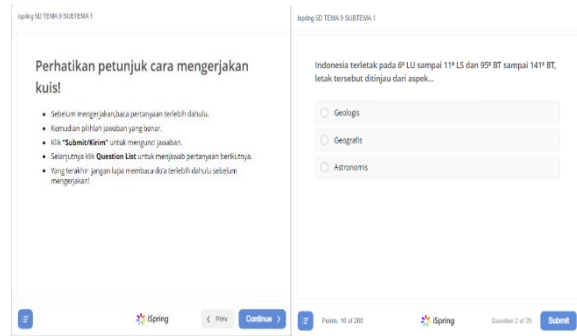 ispring SD TEMA 9 SUBTEMA 1
Perhatikan petunjuk cara mengerjakan
kuis!
Sebelum mengerjakan,baca pertanyaan terlebih dahulu.
Kemudian pilihlah jawaban yang benar.
Klik "Submit/Kirim" untuk mengunci jawaban.
Selanjutnya klik Question List untuk menjawab pertanyaan berikutnya.
Yang terakhir jangan lupa membaca do'a terlebih dahulu sebelum
mengerjakan!
iSpring
Prev
Continue
ispring SD TEMA 9 SUBTEMA 1
Indonesia terletak pada 6º LU sampai 11º LS dan 95º BT sampai 141º BT,
letak tersebut ditinjau dari aspek...
Geologis
Geografis
Astronomis
Points: 10 of 200
iSpring
Question 2 of 20
Submit